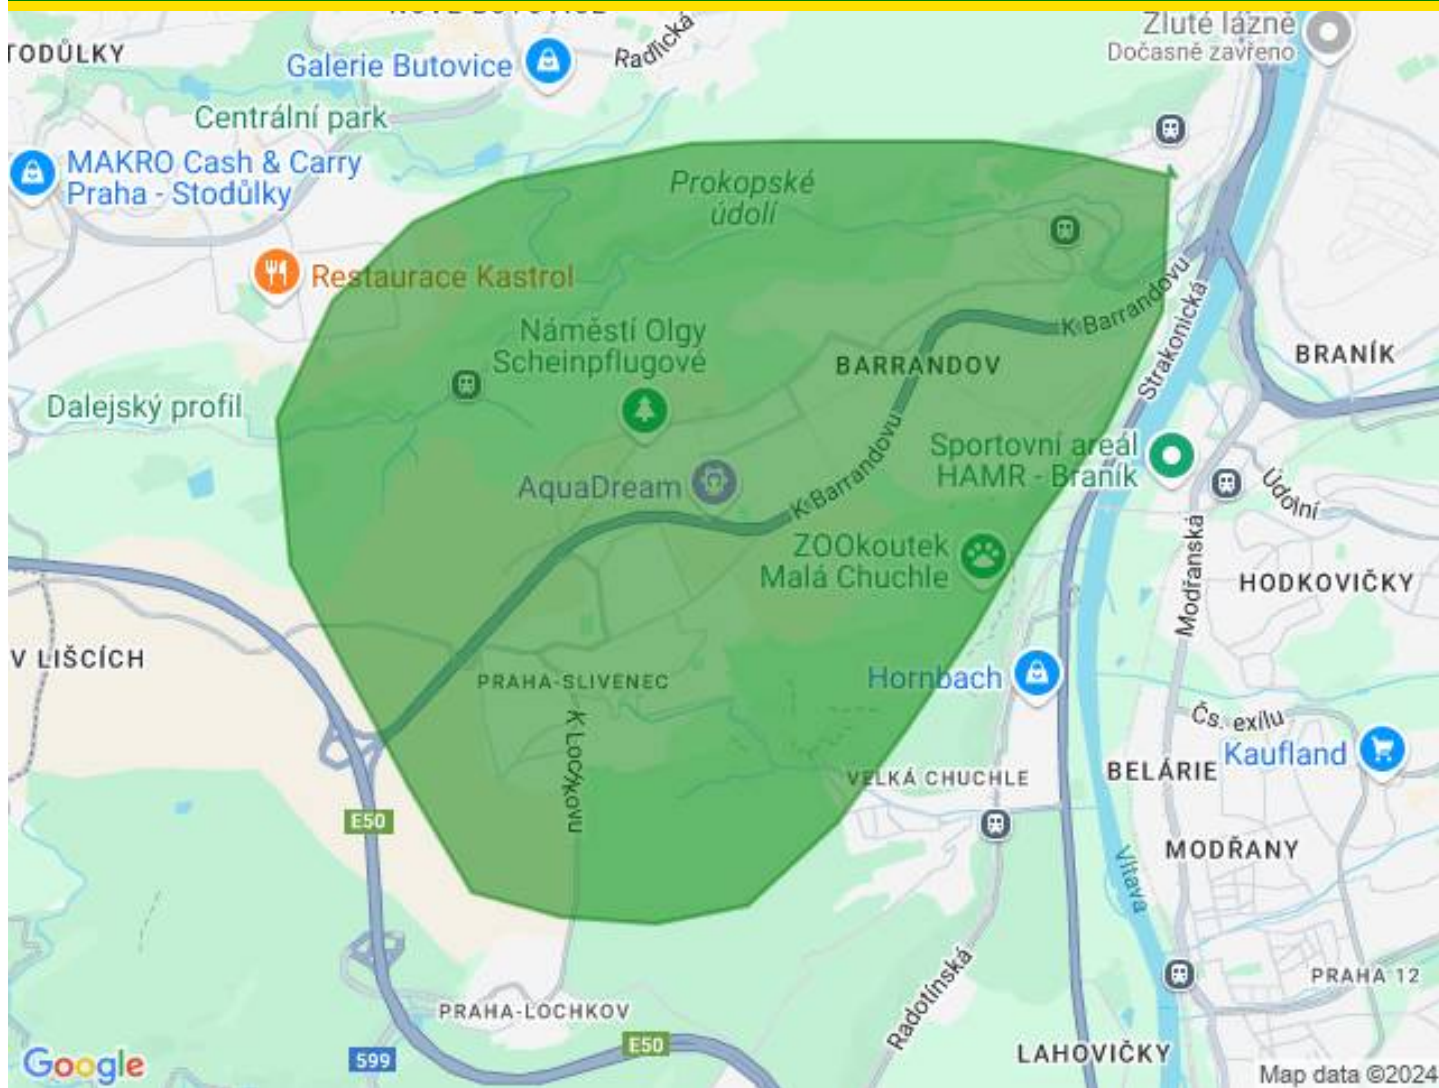 TODŮLKY
Galerie Butovice
Radlická
Žluté lázně
Dočasně zavřeno
Centrální park
MAKRO Cash & Carry
Praha - Stodůlky
Prokopské
údolí
Restaurace Kastrol
K Barrandovu
Náměstí Olgy
Scheinpflugové
BARRANDOV
Strakonická
BRANÍK
Dalejský profil
K Barrandovu
Sportovní areál
HAMR - Braník
AquaDream
Údolní
ZOOkoutek
Malá Chuchle
Modřanská
HODKOVIČKY
V LIŠCÍCH
PRAHA-SLIVENEC
Hornbach
K Lochkovu
Čs. exilu
Kaufland
VELKÁ CHUCHLE
BELÁRIE
E50
MODŘANY
Vltava
Radotínská
PRAHA 12
PRAHA-LOCHKOV
E50
LAHOVIČKY
Google
599
Map data ©2024